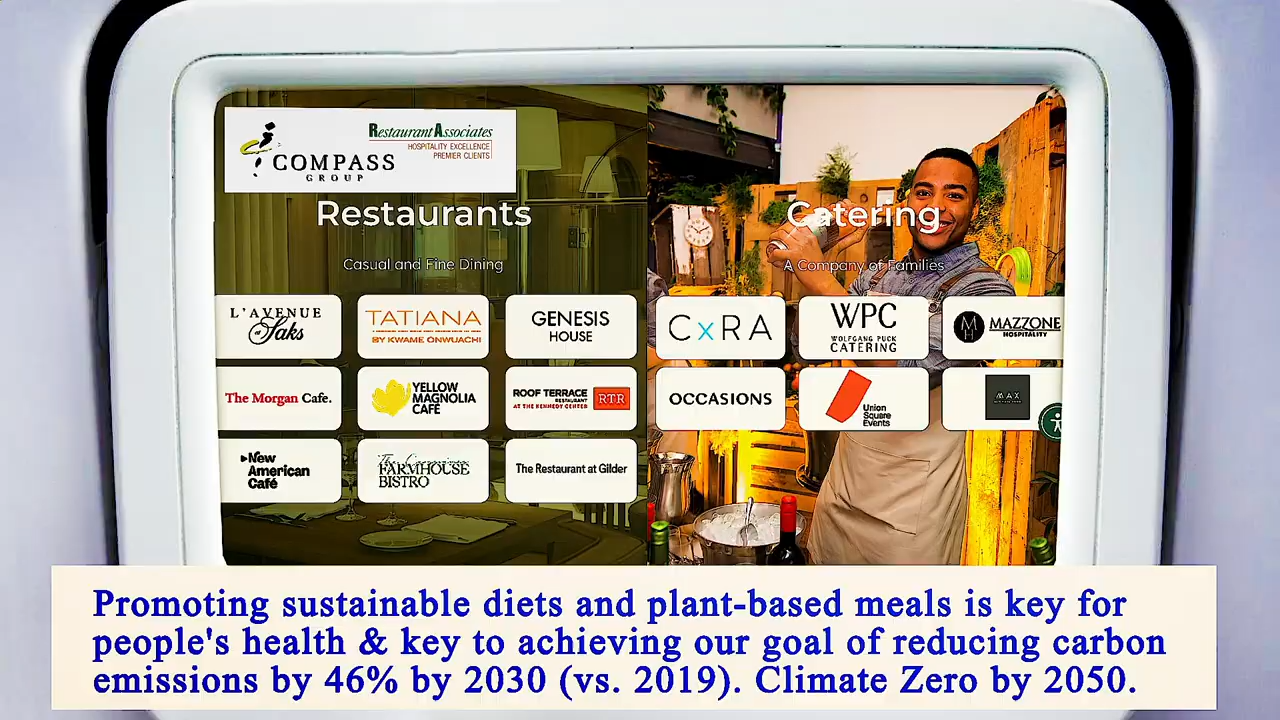 COMPASS
GROUP
Restaurant Associates
HOSPITALITY EXCELLENCE
PREMIER CLIENTS
Restaurants
Casual and Fine Dining
L'AVENUE
at Saks
TATIANA
BY KWAME ONWUACHI
GENESIS
HOUSE
The Morgan Cafe.
YELLOW
MAGNOLIA
CAFÉ
ROOF TERRACE
RESTAURANT
AT THE KENNEDY CENTER
RTR
New
American
Café
FARMHOUSE
BISTRO
The Restaurant at Gilder
Catering
A Company of Families
CxRA
WPC
WOLFGANG PUCK
CATERING
MH
MAZZONE
HOSPITALITY
OCCASIONS
Union
Square
Events
MAX
Promoting sustainable diets and plant-based meals is key for
people's health & key to achieving our goal of reducing carbon
emissions by 46% by 2030 (vs. 2019). Climate Zero by 2050.